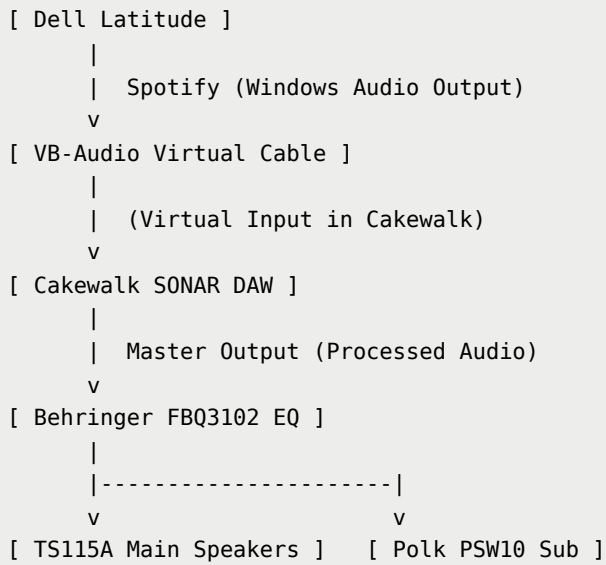 [ Dell Latitude ]
|
| Spotify (Windows Audio Output)
v
[ VB-Audio Virtual Cable ]
|
| (Virtual Input in Cakewalk)
v
[ Cakewalk SONAR DAW ]
|
| Master Output (Processed Audio)
v
[ Behringer FBQ3102 EQ ]
|
|----------------------|
v v
[ TS115A Main Speakers ] [ Polk PSW10 Sub ]